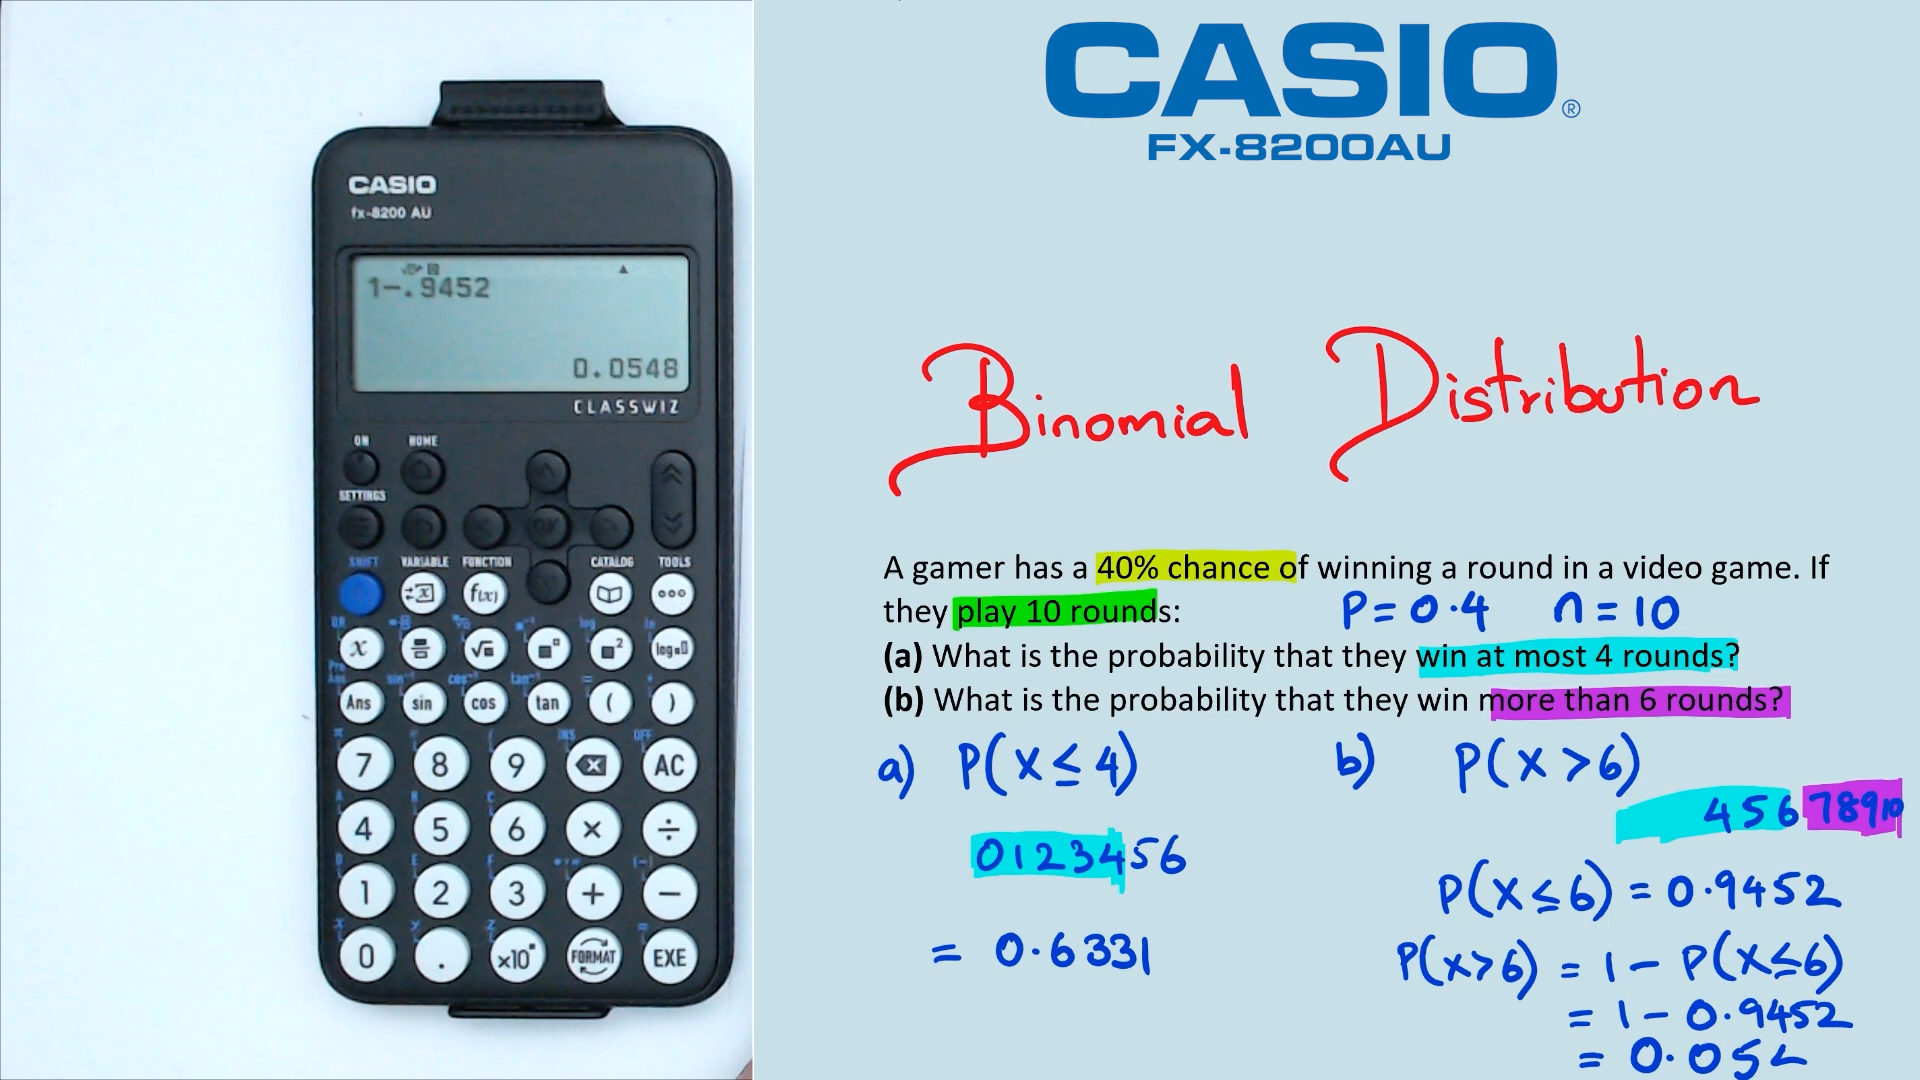 CASIO
fx-8200 AU
1−.9452
0.0548
CLASSWIZ
ON HOME
SETTINGS
SHIFT VARIABLE FUNCTION CATALOG TOOLS
f(x)
x √ log
Ans sin cos tan ( )
INS OFF
7 8 9 AC
4 5 6 × ÷
1 2 3 + −
0 . ×10 FORMAT EXE
CASIO®
FX-8200AU
Binomial Distribution
A gamer has a 40% chance of winning a round in a video game. If
they play 10 rounds: P = 0.4 n = 10
(a) What is the probability that they win at most 4 rounds?
(b) What is the probability that they win more than 6 rounds?
a) P(X ≤ 4)
0123456
= 0.6331
b) P(X > 6)
45678910
P(X ≤ 6) = 0.9452
P(X>6) = 1 − P(X≤6)
= 1 − 0.9452
= 0.05